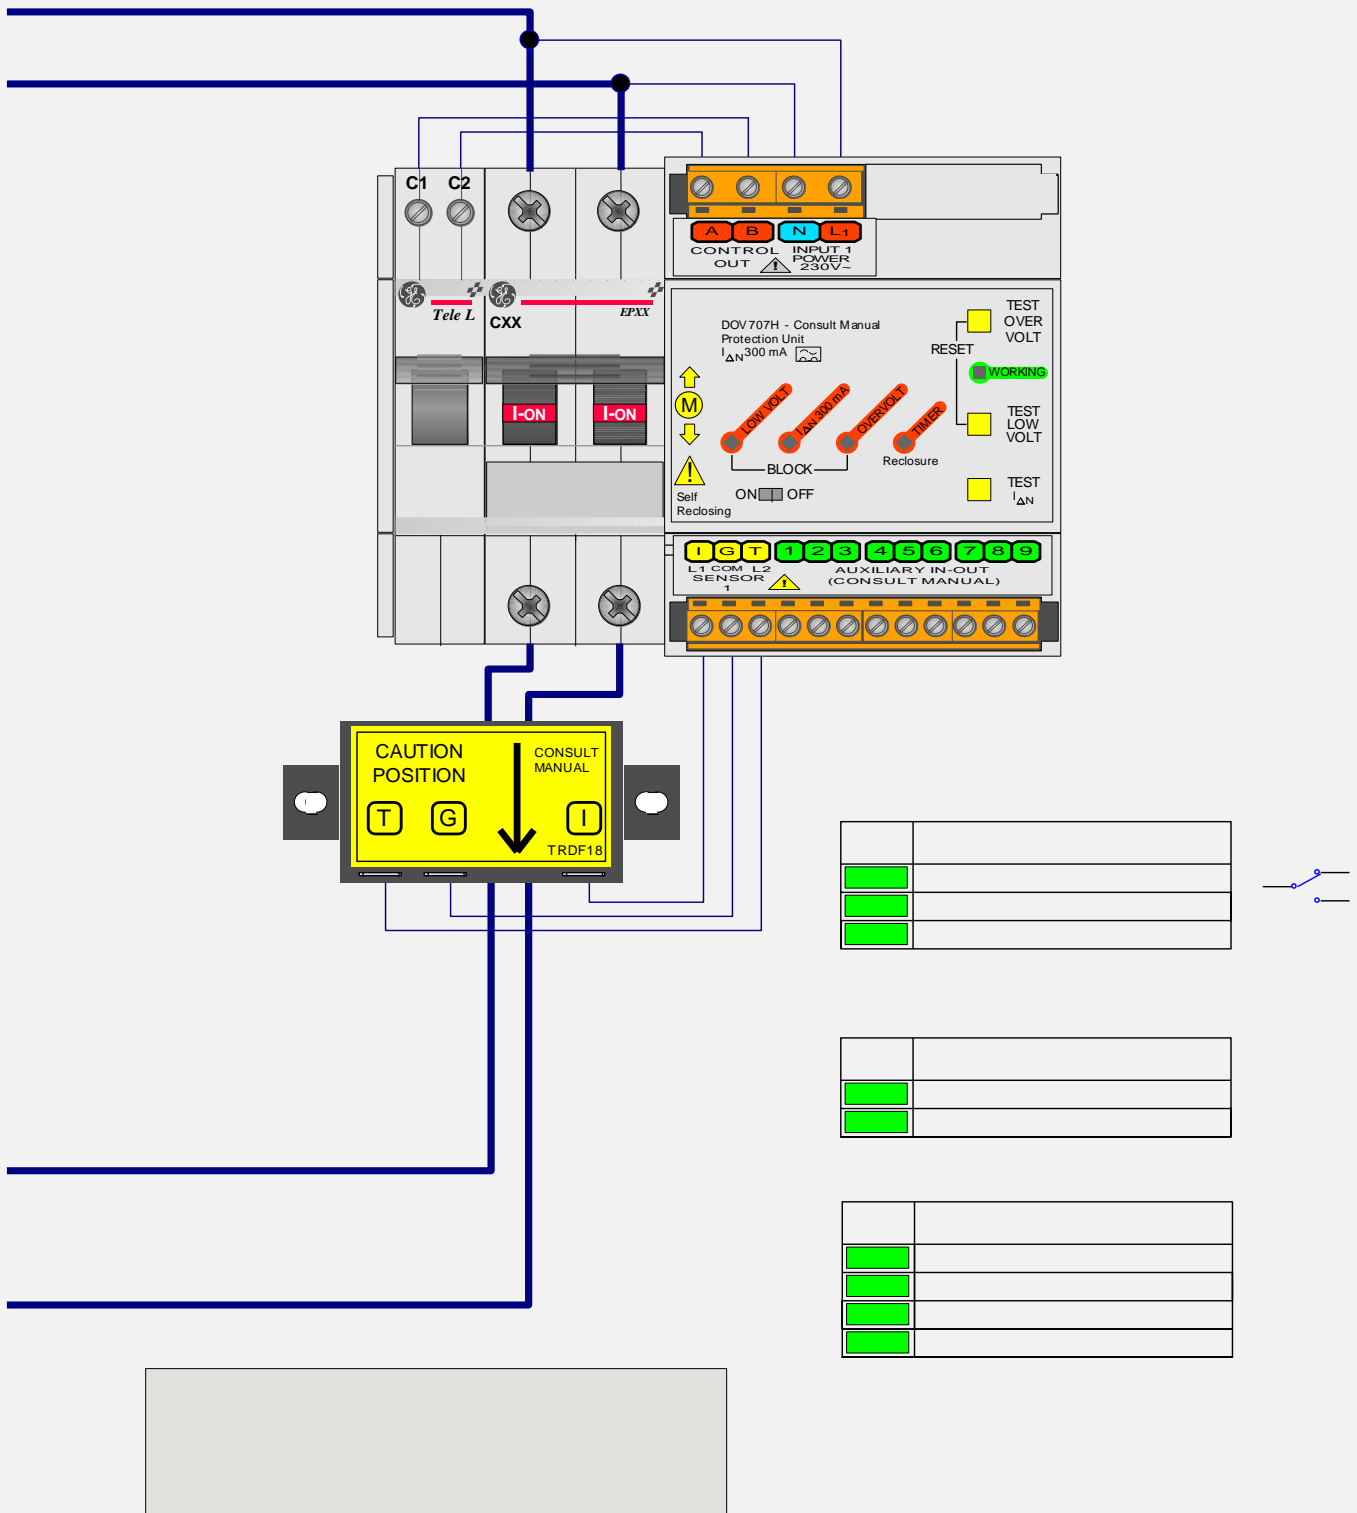 C1 C2
A B N L1
CONTROL OUT
INPUT 1
POWER
230V~
Tele L
CXX
EPXX
DOV707H - Consult Manual
Protection Unit
I∆N 300 mA
TEST
OVER
VOLT
RESET
WORKING
M
LOW VOLT
I∆N 300 mA
OVERVOLT
TIMER
TEST
LOW
VOLT
I-ON
I-ON
Reclosure
BLOCK
ON OFF
Self
Reclosing
TEST
I∆N
I G T 1 2 3 4 5 6 7 8 9
L1 COM L2
SENSOR
1
AUXILIARY IN-OUT
(CONSULT MANUAL)
CAUTION
POSITION
CONSULT
MANUAL
T G I
TRDF18